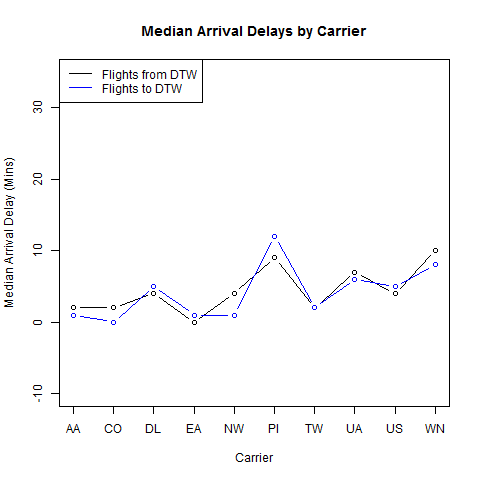 Median Arrival Delays by Carrier
Flights from DTW
Flights to DTW
Median Arrival Delay (Mins)
30
20
10
0
-10
AA CO DL EA NW PI TW UA US WN
Carrier